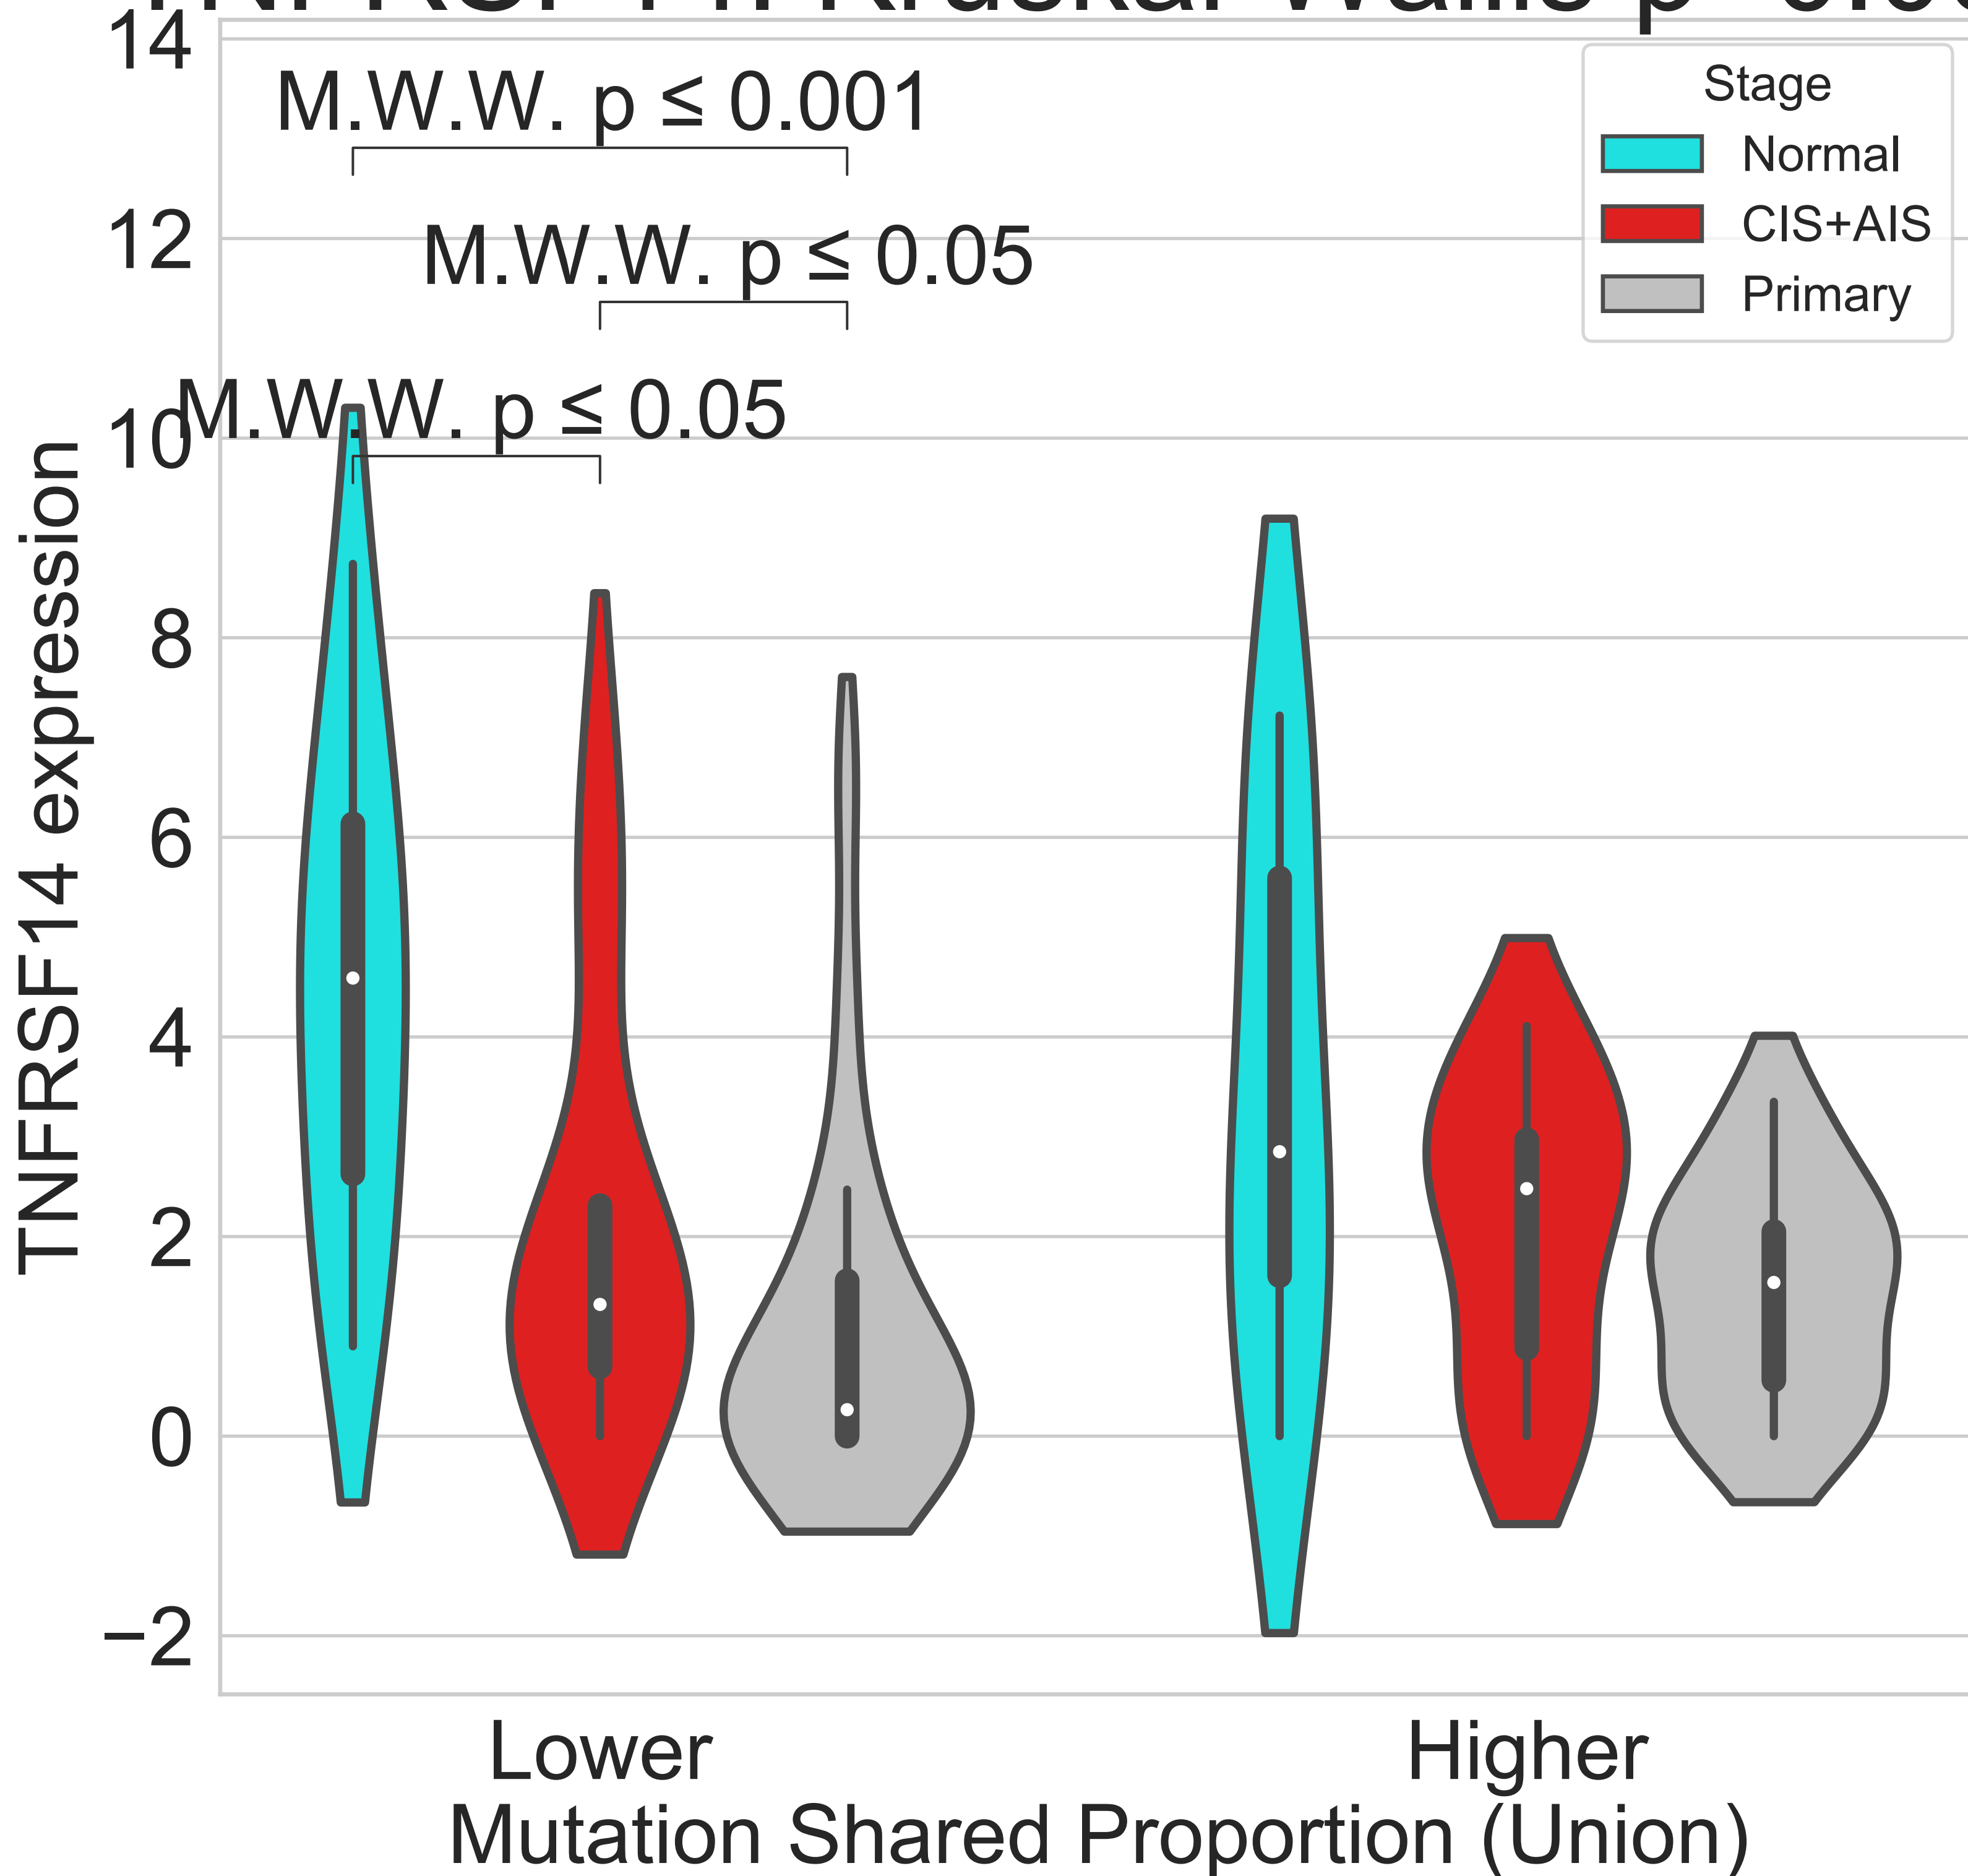 14
M.W.W. p ≤ 0.001
12
M.W.W. p ≤ 0.05
10
M.W.W. p ≤ 0.05
8
6
4
2
0
−2
TNFRSF14 expression
Stage
Normal
CIS+AIS
Primary
Lower
Higher
Mutation Shared Proportion (Union)